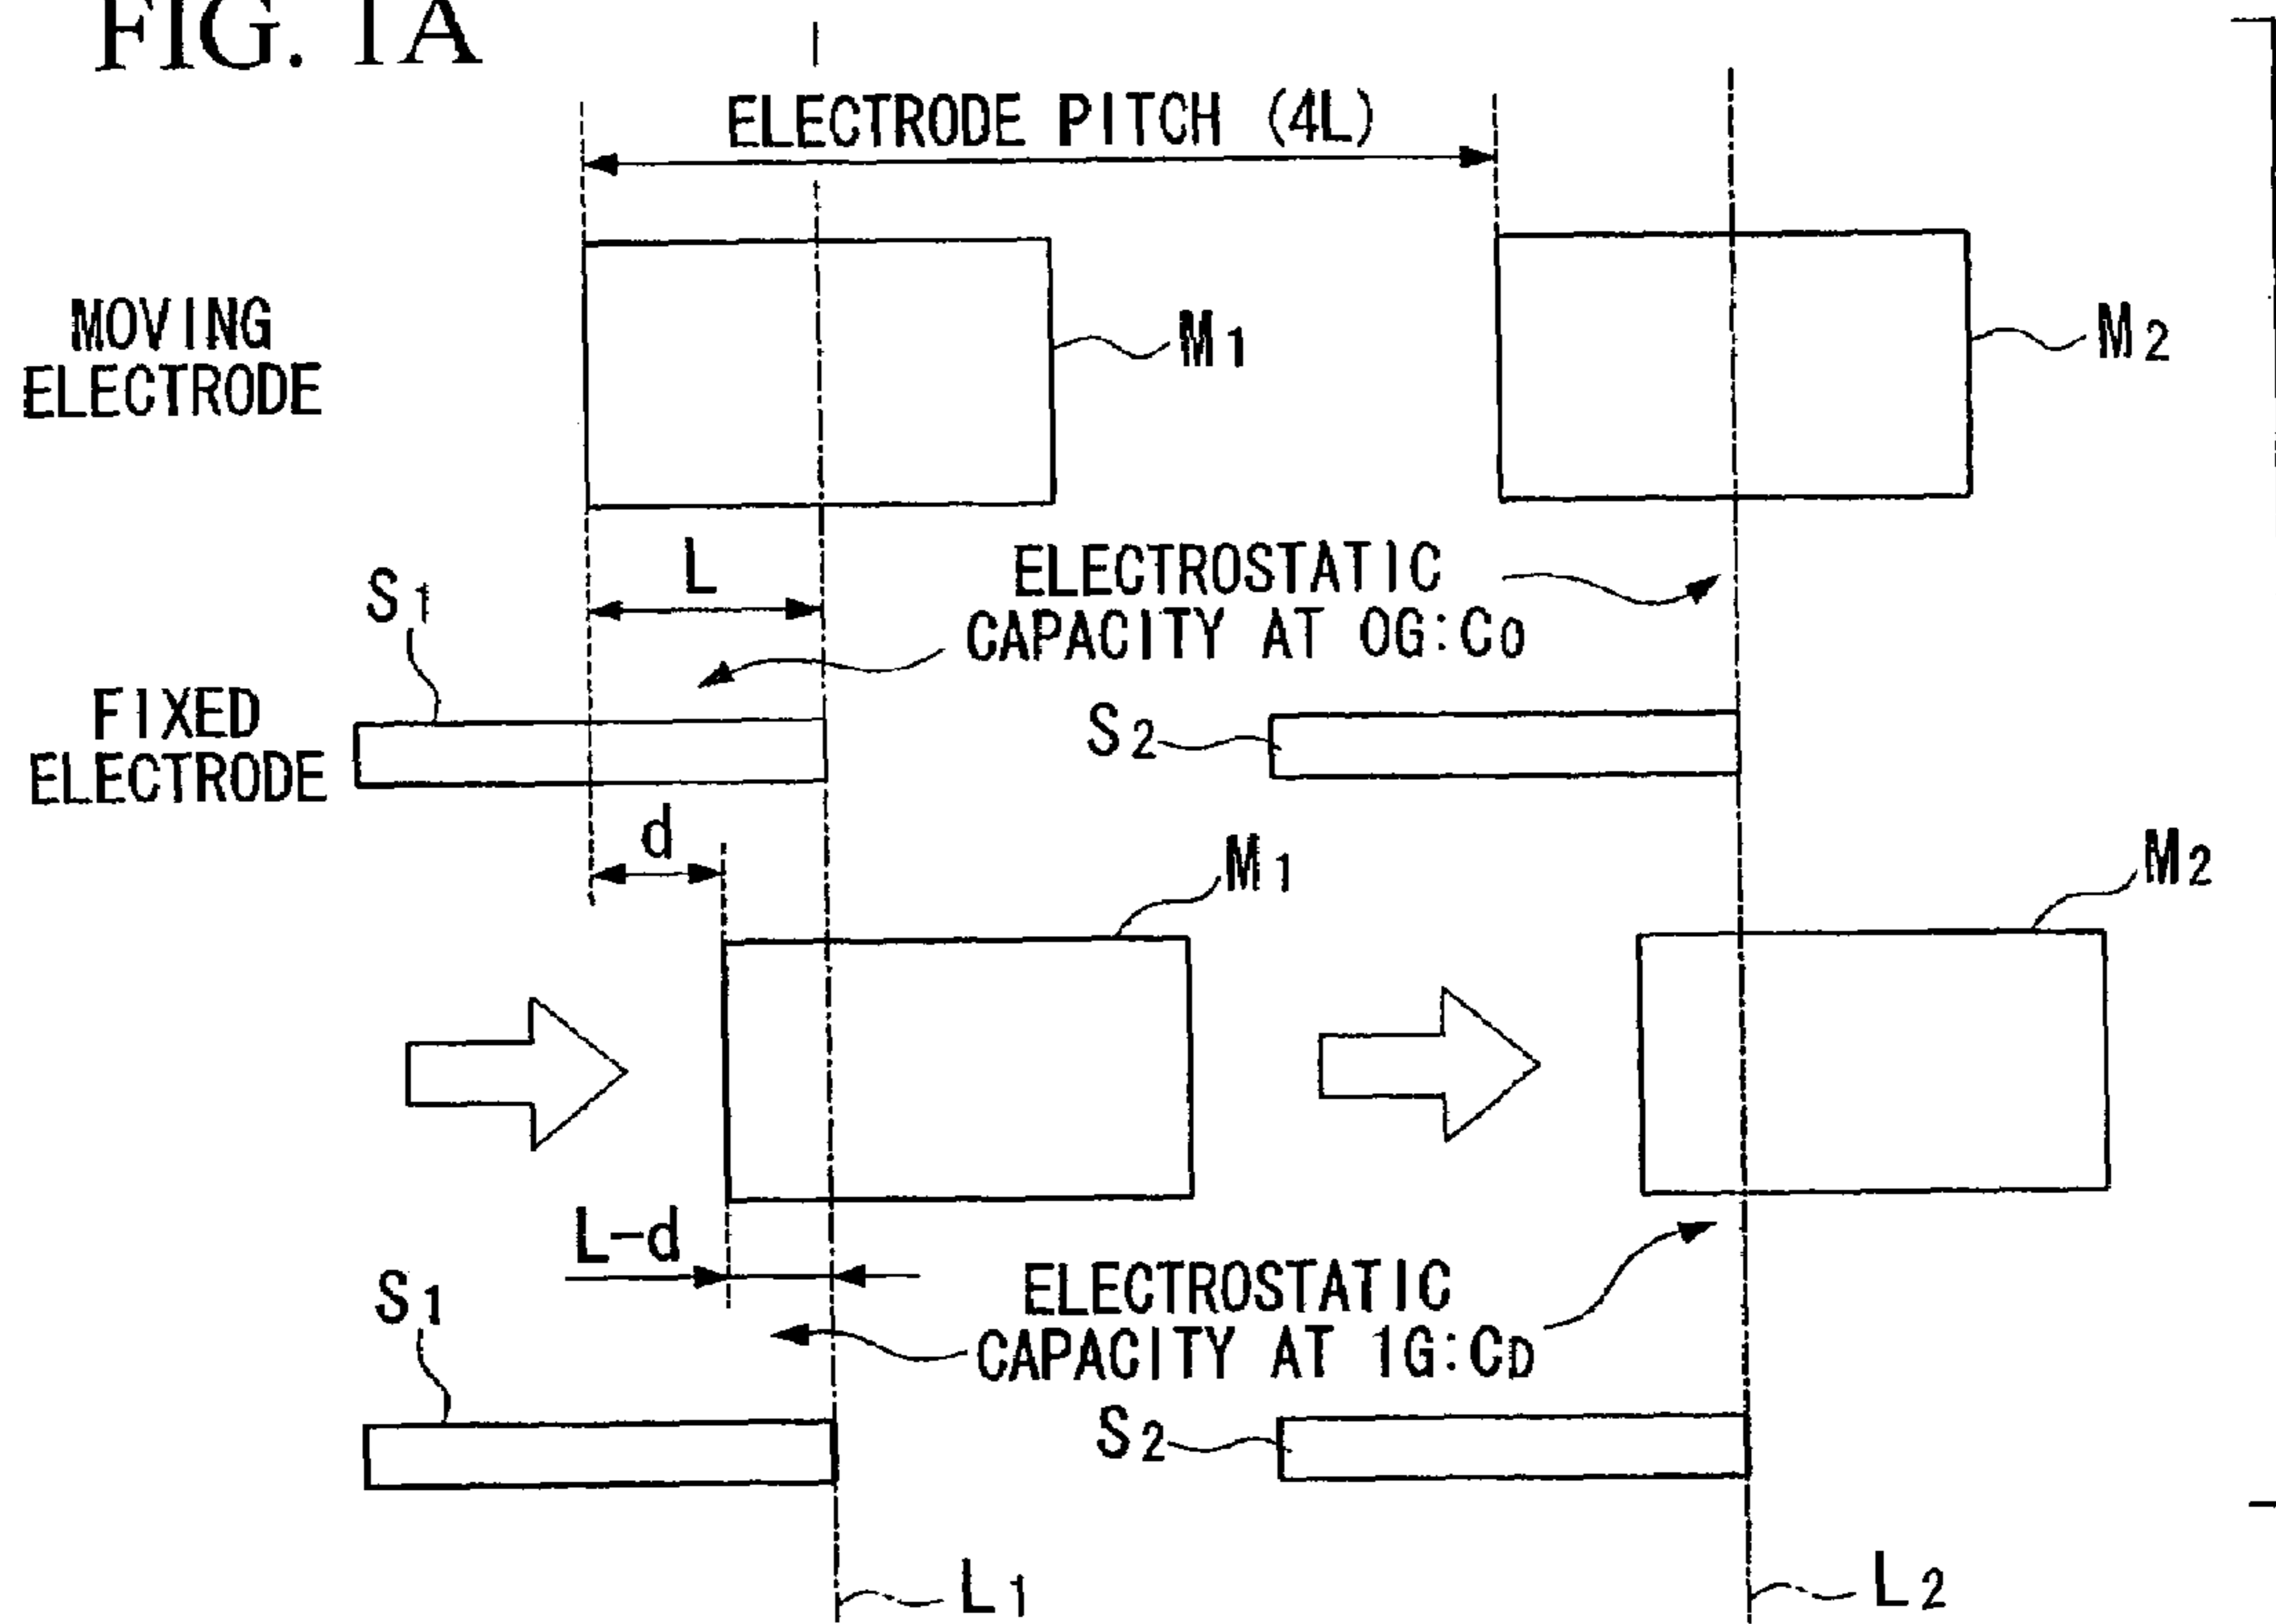 FIG. 1A
ELECTRODE PITCH (4L)
MOVING
ELECTRODE
M1
M2
L
ELECTROSTATIC
CAPACITY AT 0G:C0
S1
FIXED
ELECTRODE
S2
d
M1
M2
L-d
ELECTROSTATIC
CAPACITY AT 1G:CD
S1
S2
L1
L2